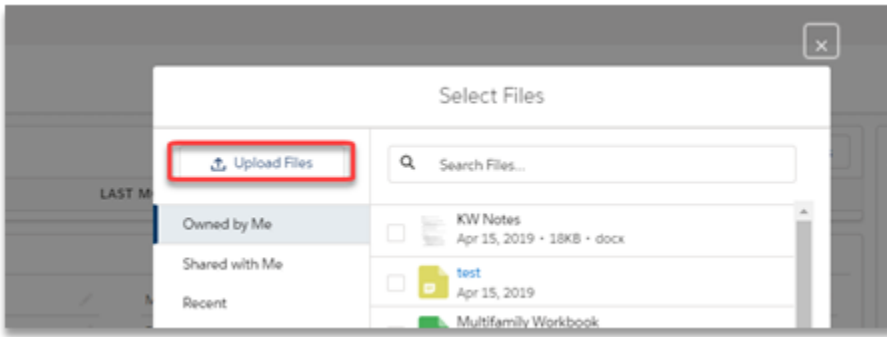 Select Files
Upload Files
Search Files...
LAST M
Owned by Me
Shared with Me
Recent
KW Notes
Apr 15, 2019 • 18KB • docx
test
Apr 15, 2019
Multifamily Workbook